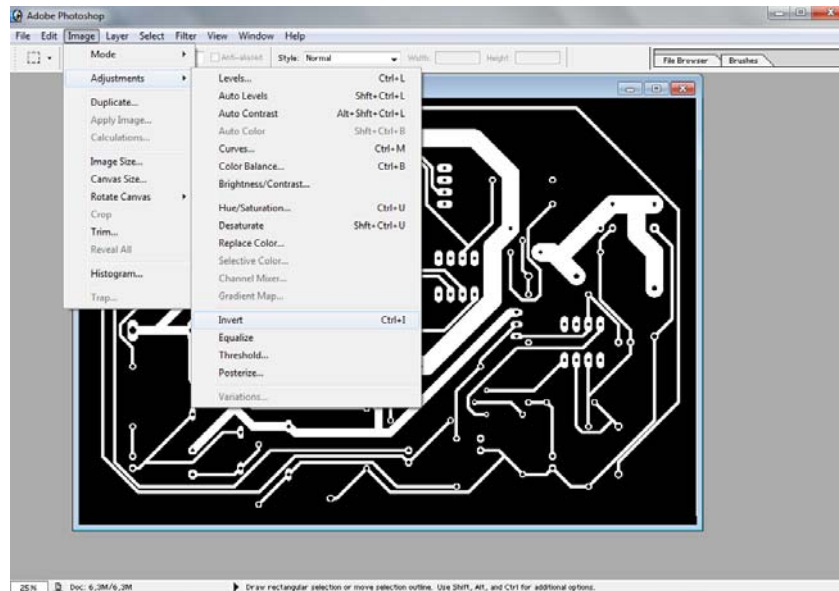 Adobe Photoshop
File Edit Image Layer Select Filter View Window Help
Anti-aliased Style: Normal Width: Height:
File Browser Brushes
Mode
Adjustments
Duplicate...
Apply Image...
Calculations...
Image Size...
Canvas Size...
Rotate Canvas
Crop
Trim...
Reveal All
Histogram...
Trap...
Levels... Ctrl+L
Auto Levels Shft+Ctrl+L
Auto Contrast Alt+Shft+Ctrl+L
Auto Color Shft+Ctrl+B
Curves... Ctrl+M
Color Balance... Ctrl+B
Brightness/Contrast...
Hue/Saturation... Ctrl+U
Desaturate Shft+Ctrl+U
Replace Color...
Selective Color...
Channel Mixer...
Gradient Map...
Invert Ctrl+I
Equalize
Threshold...
Posterize...
Variations...
25% Doc: 6,3M/6,3M Draw rectangular selection or move selection outline. Use Shift, Alt, and Ctrl for additional options.